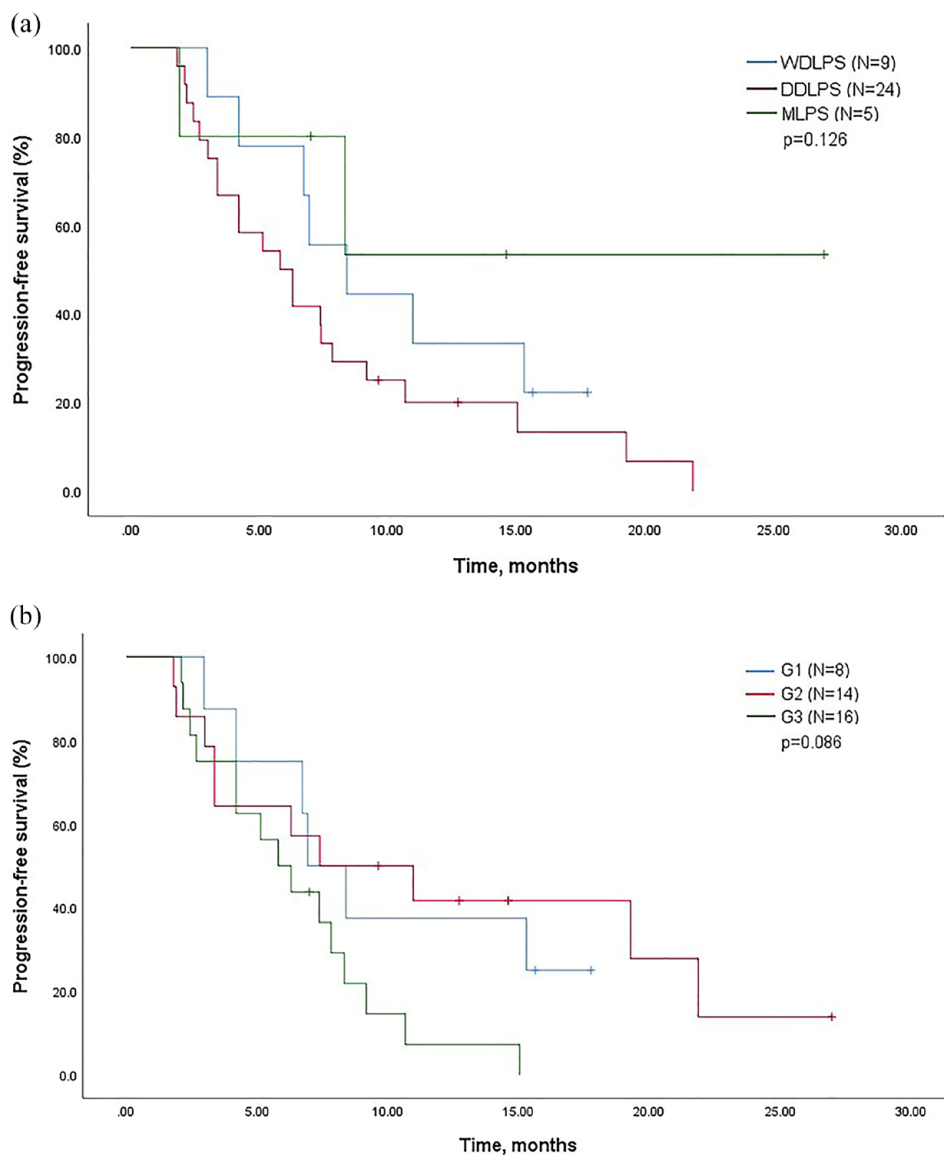 (a)
100.0
80.0
60.0
40.0
20.0
0.0
Progression-free survival (%)
WDLPS (N=9)
DDLPS (N=24)
MLPS (N=5)
p=0.126
.00 5.00 10.00 15.00 20.00 25.00 30.00
Time, months
(b)
100.0
80.0
60.0
40.0
20.0
0.0
Progression-free survival (%)
G1 (N=8)
G2 (N=14)
G3 (N=16)
p=0.086
.00 5.00 10.00 15.00 20.00 25.00 30.00
Time, months